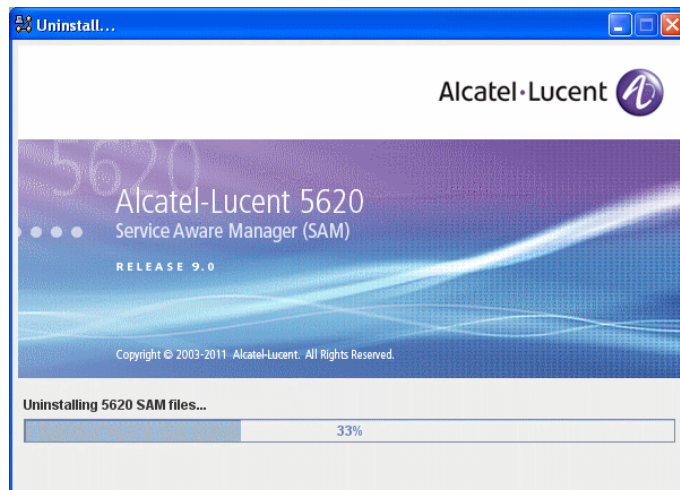 Uninstall...
Alcatel·Lucent
5620
Alcatel-Lucent 5620
Service Aware Manager (SAM)
RELEASE 9.0
Copyright © 2003-2011 Alcatel-Lucent. All Rights Reserved.
Uninstalling 5620 SAM files...
33%